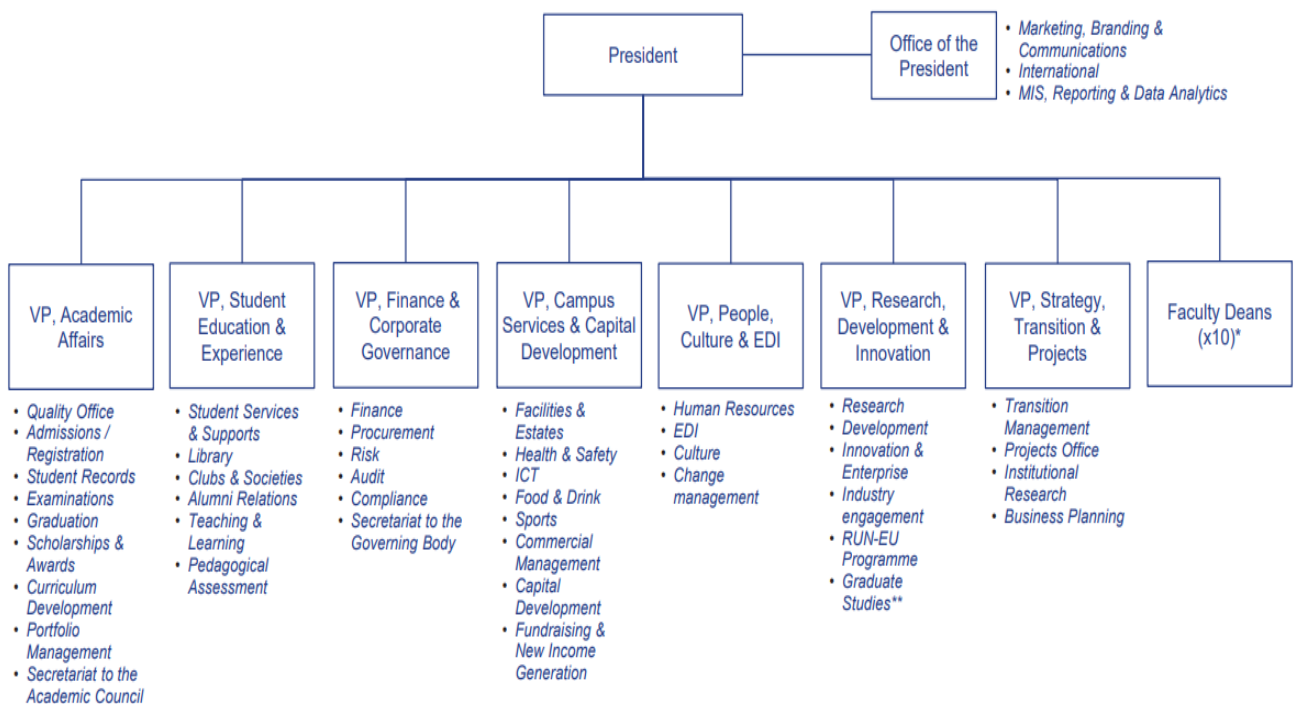 President
Office of the
President
• Marketing, Branding &
Communications
• International
• MIS, Reporting & Data Analytics
VP, Academic
Affairs
• Quality Office
• Admissions /
Registration
• Student Records
• Examinations
• Graduation
• Scholarships &
Awards
• Curriculum
Development
• Portfolio
Management
• Secretariat to the
Academic Council
VP, Student
Education &
Experience
• Student Services
& Supports
• Library
• Clubs & Societies
• Alumni Relations
• Teaching &
Learning
• Pedagogical
Assessment
VP, Finance &
Corporate
Governance
• Finance
• Procurement
• Risk
• Audit
• Compliance
• Secretariat to the
Governing Body
VP, Campus
Services & Capital
Development
• Facilities &
Estates
• Health & Safety
• ICT
• Food & Drink
• Sports
• Commercial
Management
• Capital
Development
• Fundraising &
New Income
Generation
VP, People,
Culture & EDI
• Human Resources
• EDI
• Culture
• Change
management
VP, Research,
Development &
Innovation
• Research
• Development
• Innovation &
Enterprise
• Industry
engagement
• RUN-EU
Programme
• Graduate
Studies**
VP, Strategy,
Transition &
Projects
• Transition
Management
• Projects Office
• Institutional
Research
• Business Planning
Faculty Deans
(x10)*